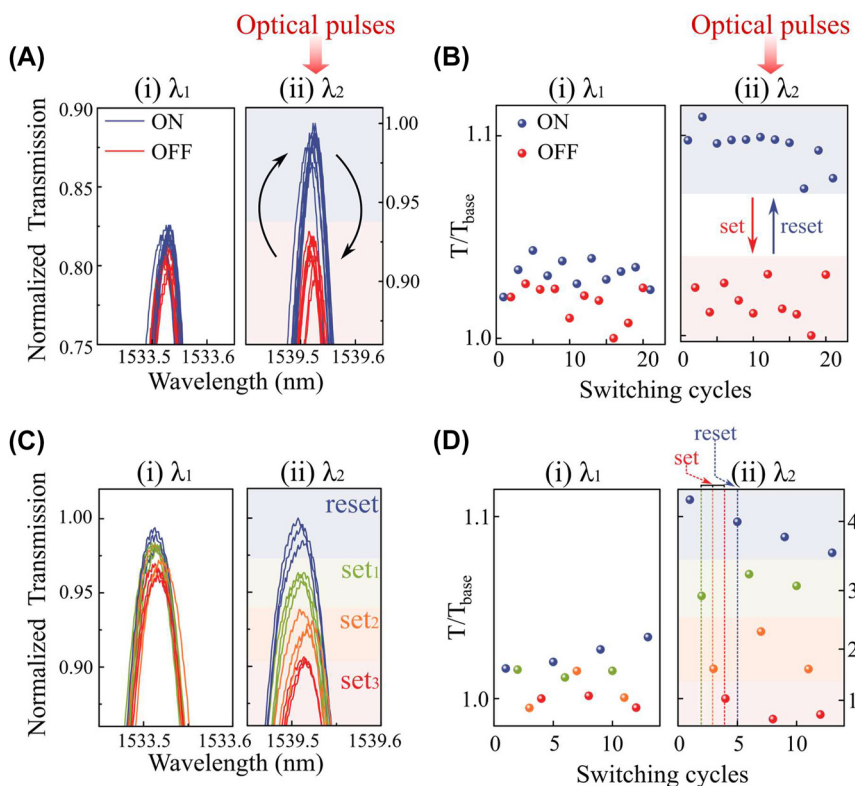 Optical pulses
Optical pulses
(A)
(i) λ1
(ii) λ2
ON
OFF
0.90
0.85
0.80
0.75
1.00
0.95
0.90
Normalized Transmission
1533.5
1533.6
1539.5
1539.6
Wavelength (nm)
(B)
(i) λ1
(ii) λ2
ON
OFF
1.1
1.0
T/Tbase
set
reset
0
10
20
0
10
20
Switching cycles
(C)
(i) λ1
(ii) λ2
1.00
0.95
0.90
Normalized Transmission
reset
set1
set2
set3
1533.5
1533.6
1539.5
1539.6
Wavelength (nm)
(D)
reset
set
(i) λ1
(ii) λ2
1.1
1.0
T/Tbase
4
3
2
1
0
5
10
0
5
10
Switching cycles